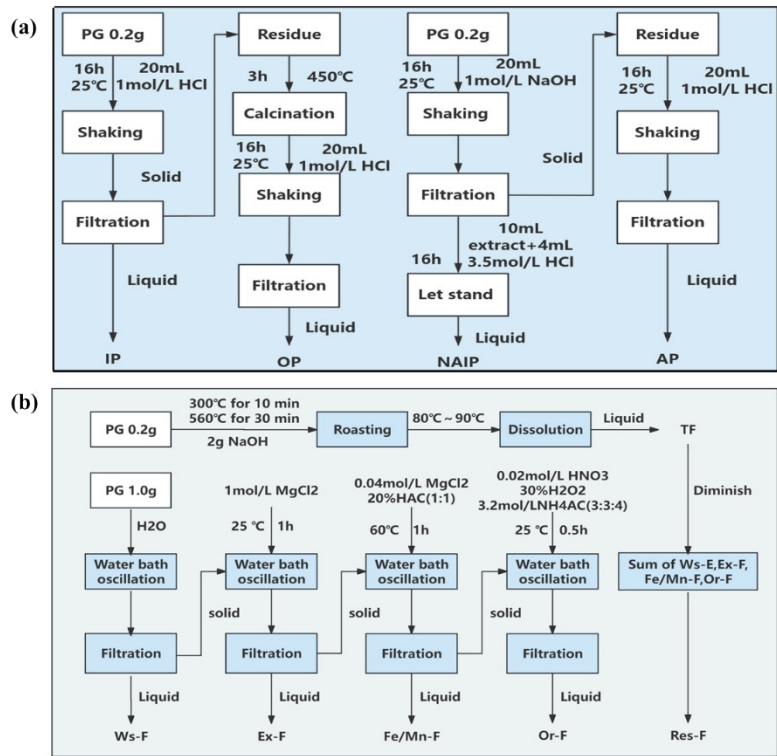 (a)
PG 0.2g
16h
25℃
20mL
1mol/L HCl
Shaking
Solid
Filtration
Liquid
IP
Residue
3h
450℃
Calcination
16h
25℃
20mL
1mol/L HCl
Shaking
Filtration
Liquid
OP
PG 0.2g
16h
25℃
20mL
1mol/L NaOH
Shaking
Solid
Filtration
16h
10mL
extract+4mL
3.5mol/L HCl
Let stand
Liquid
NAIP
Residue
16h
25℃
20mL
1mol/L HCl
Shaking
Filtration
Liquid
AP
(b)
PG 0.2g
300℃ for 10 min
560℃ for 30 min
2g NaOH
Roasting
80℃~90℃
Dissolution
Liquid
TF
Diminish
Sum of Ws-E,Ex-F,
Fe/Mn-F,Or-F
Res-F
PG 1.0g
H2O
Water bath
oscillation
Filtration
Liquid
Ws-F
solid
1mol/L MgCl2
25 ℃
1h
Water bath
oscillation
Filtration
Liquid
Ex-F
solid
0.04mol/L MgCl2
20%HAC(1:1)
60℃
1h
Water bath
oscillation
Filtration
Liquid
Fe/Mn-F
solid
0.02mol/L HNO3
30%H2O2
3.2mol/LNH4AC(3:3:4)
25 ℃
0.5h
Water bath
oscillation
Filtration
Liquid
Or-F